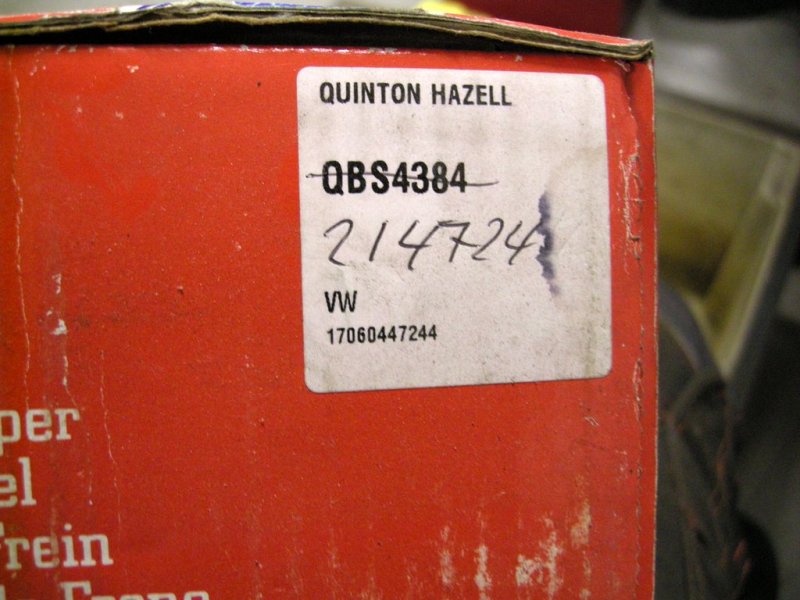 QUINTON HAZELL
QBS4384
214724
VW
17060447244
per
el
Frein